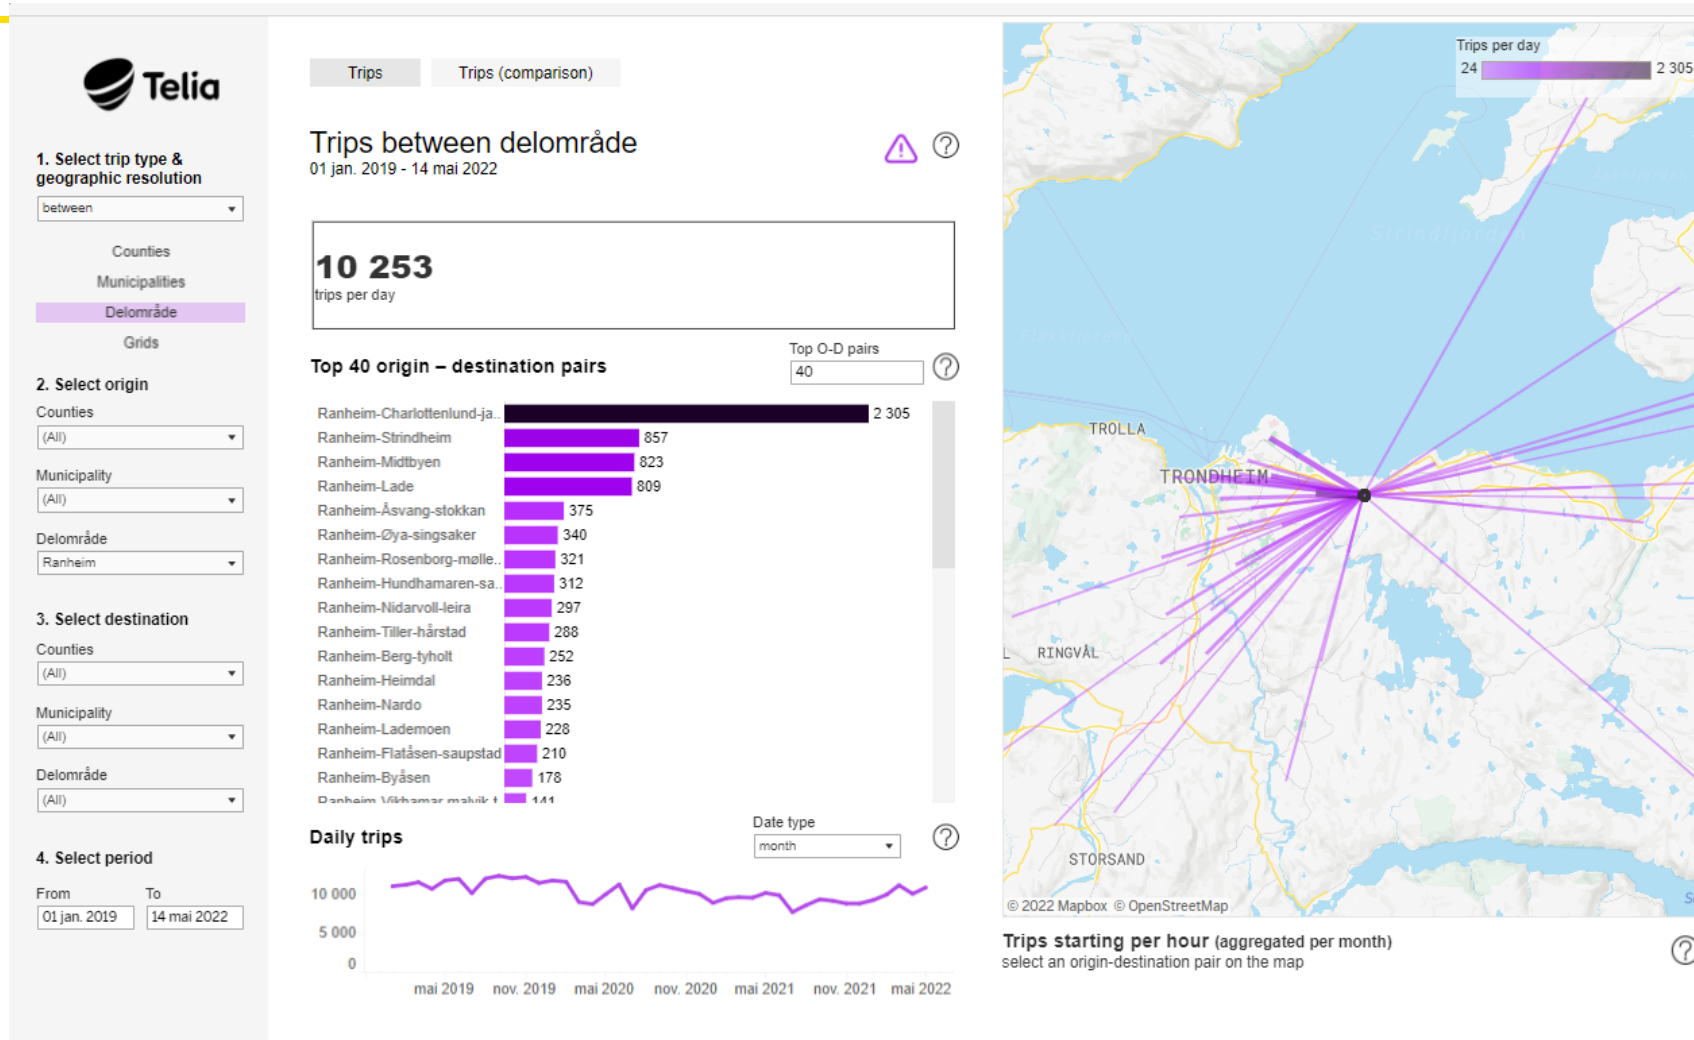 Telia
1. Select trip type &
geographic resolution
between
Counties
Municipalities
Delområde
Grids
2. Select origin
Counties
(All)
Municipality
(All)
Delområde
Ranheim
3. Select destination
Counties
(All)
Municipality
(All)
Delområde
(All)
4. Select period
From To
01 jan. 2019 14 mai 2022
Trips Trips (comparison)
Trips between delområde
01 jan. 2019 - 14 mai 2022
10 253
trips per day
Top 40 origin – destination pairs
Top O-D pairs
40
Ranheim-Charlottenlund-ja.. 2 305
Ranheim-Strindheim 857
Ranheim-Midtbyen 823
Ranheim-Lade 809
Ranheim-Åsvang-stokkan 375
Ranheim-Øya-singsaker 340
Ranheim-Rosenborg-mølle.. 321
Ranheim-Hundhamaren-sa.. 312
Ranheim-Nidarvoll-leira 297
Ranheim-Tiller-hårstad 288
Ranheim-Berg-tyholt 252
Ranheim-Heimdal 236
Ranheim-Nardo 235
Ranheim-Lademoen 228
Ranheim-Flatåsen-saupstad 210
Ranheim-Byåsen 178
Ranheim-Vikhamar-malvik-t 141
Daily trips
Date type
month
10 000
5 000
0
mai 2019 nov. 2019 mai 2020 nov. 2020 mai 2021 nov. 2021 mai 2022
Trips per day
24 2 305
Strindfjorden
TROLLA
TRONDHEIM
RINGVÅL
STORSAND
© 2022 Mapbox © OpenStreetMap
Trips starting per hour (aggregated per month)
select an origin-destination pair on the map